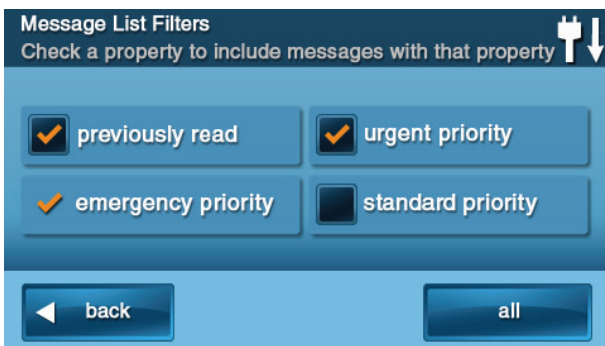 Message List Filters
Check a property to include messages with that property
previously read
urgent priority
emergency priority
standard priority
back
all